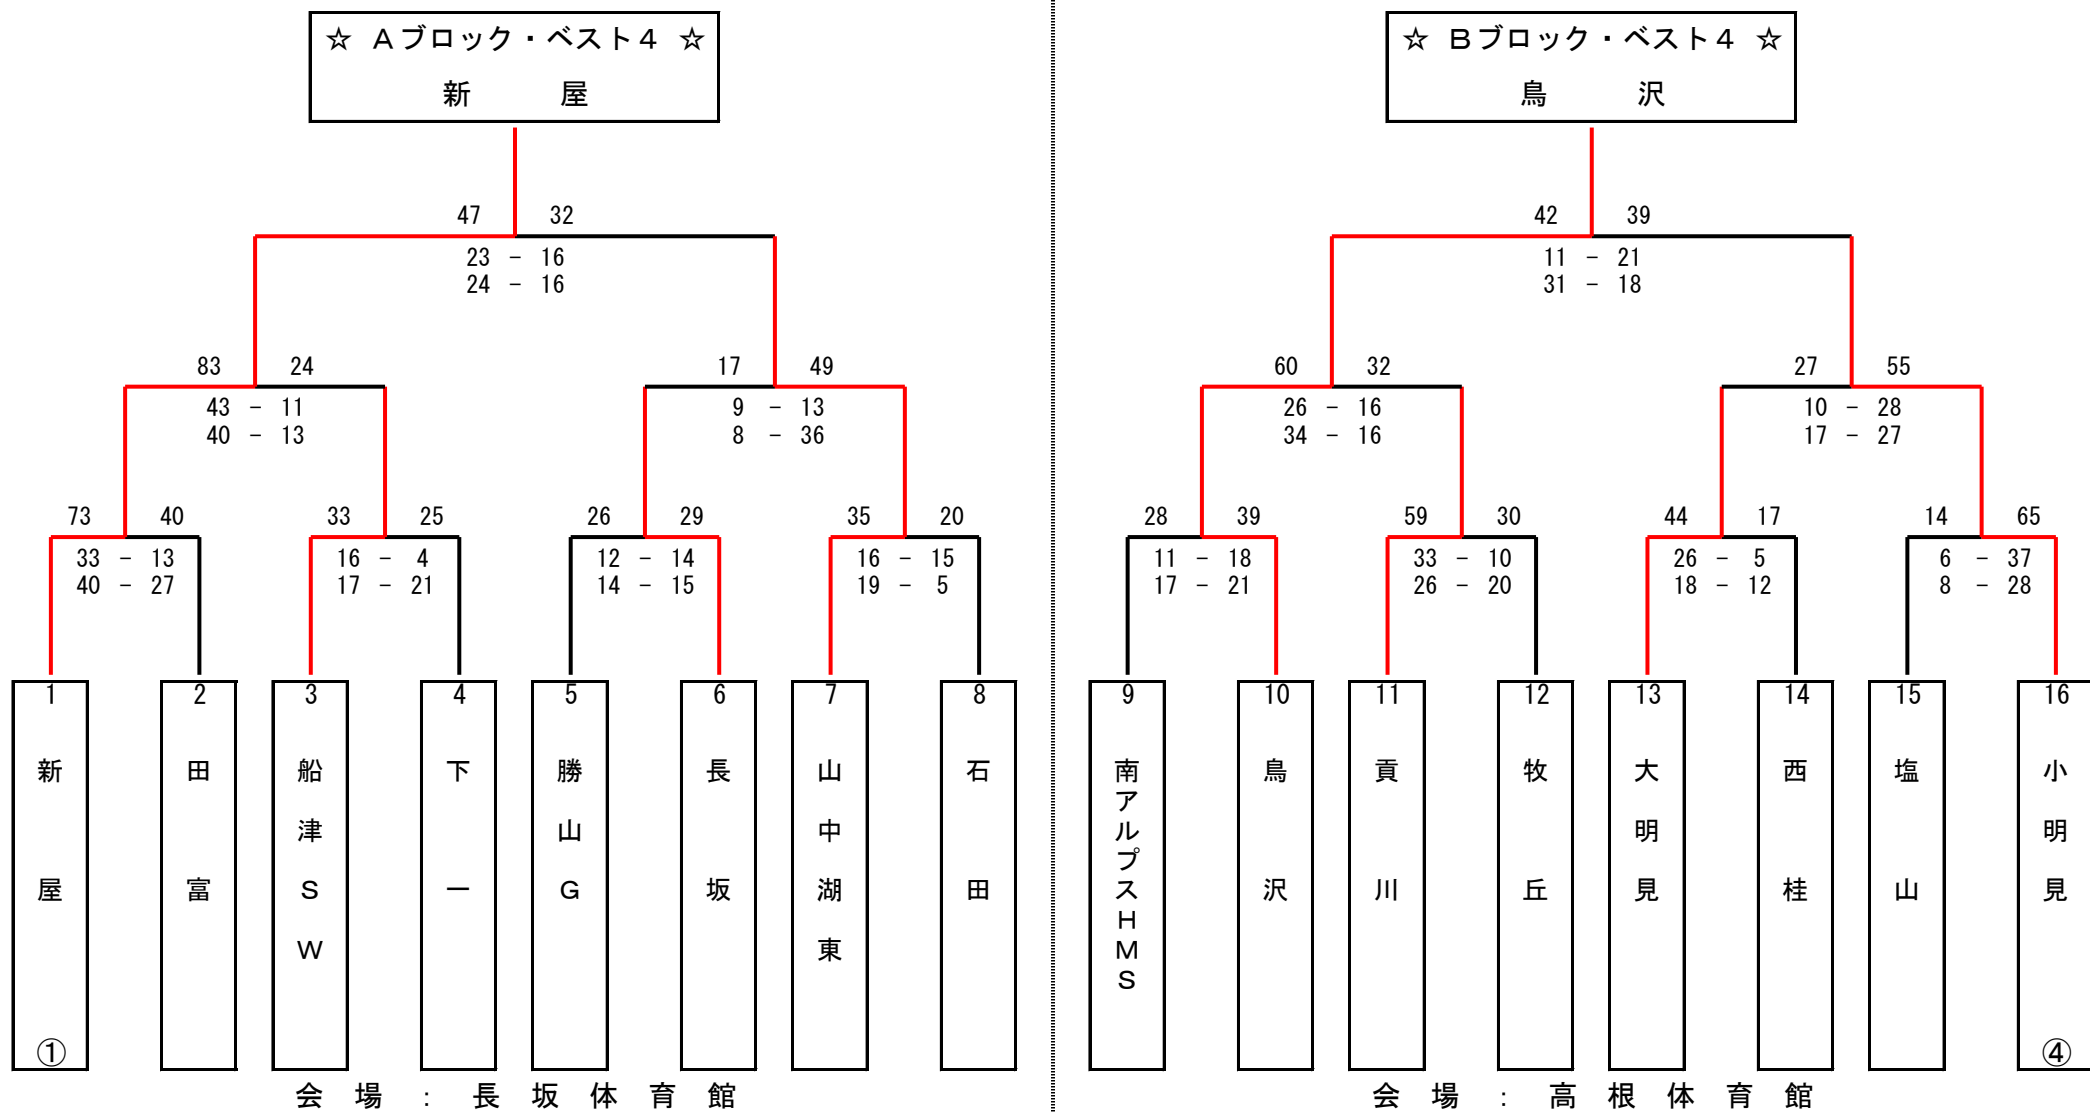 ☆ Aブロック・ベスト4 ☆
新 屋
47 32
23 - 16
24 - 16
83 24
43 - 11
40 - 13
17 49
9 - 13
8 - 36
73 40
33 - 13
40 - 27
33 25
16 - 4
17 - 21
26 29
12 - 14
14 - 15
35 20
16 - 15
19 - 5
1 新屋 ①
2 田富
3 船津SW
4 下一
5 勝山G
6 長坂
7 山中湖東
8 石田
会 場 : 長 坂 体 育 館
☆ Bブロック・ベスト4 ☆
鳥 沢
42 39
11 - 21
31 - 18
60 32
26 - 16
34 - 16
27 55
10 - 28
17 - 27
28 39
11 - 18
17 - 21
59 30
33 - 10
26 - 20
44 17
26 - 5
18 - 12
14 65
6 - 37
8 - 28
9 南アルプスHMS
10 鳥沢
11 貢川
12 牧丘
13 大明見
14 西桂
15 塩山
16 小明見 ④
会 場 : 高 根 体 育 館